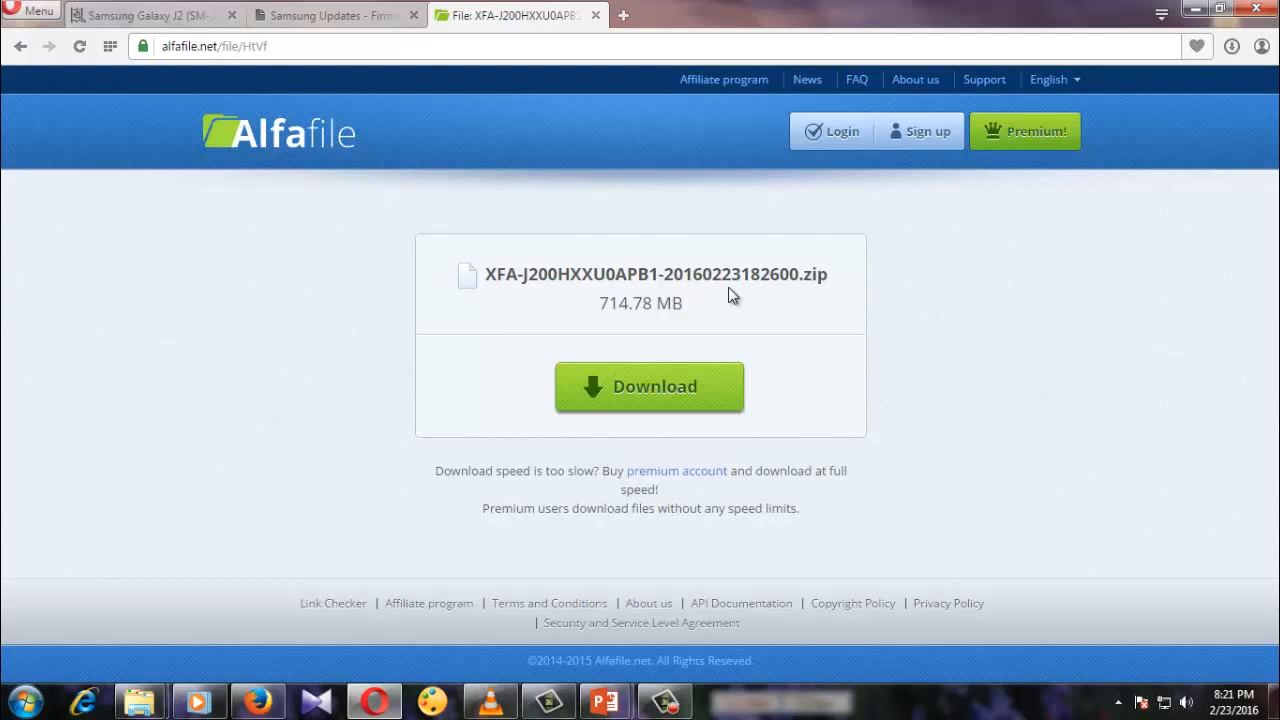 Menu
Samsung Galaxy J2 (SM-
Samsung Updates - Firm
File: XFA-J200HXXU0APB1
alfafile.net/file/HtVf
Affiliate program
News
FAQ
About us
Support
English
Alfafile
Login
Sign up
Premium!
XFA-J200HXXU0APB1-20160223182600.zip
714.78 MB
Download
Download speed is too slow? Buy premium account and download at full
speed!
Premium users download files without any speed limits.
Link Checker | Affiliate program | Terms and Conditions | About us | API Documentation | Copyright Policy | Privacy Policy
| Security and Service Level Agreement
©2014-2015 Alfafile.net. All Rights Reseved.
8:21 PM
2/23/2016